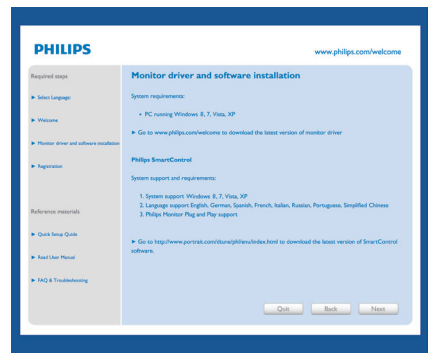 PHILIPS
www.philips.com/welcome
Required steps
Select Language:
Welcome
Monitor driver and software installation
Registration
Reference materials:
Quick Setup Quide
Read User Manual
FAQ & Troubleshooting
Monitor driver and software installation
System requirements:
• PC running Windows 8, 7, Vista, XP
Go to www.philips.com/welcome to download the latest version of monitor driver
Philips SmartControl
System support and requirements:
1. System support Windows 8, 7, Vista, XP
2. Language support English, German, Spanish, French, Italian, Russian, Portuguese, Simplified Chinese
3. Philips Monitor Plug and Play support
Go to http://www.portrait.com/dtune/phl/enu/index.html to download the latest version of SmartControl
software.
Quit Back Next